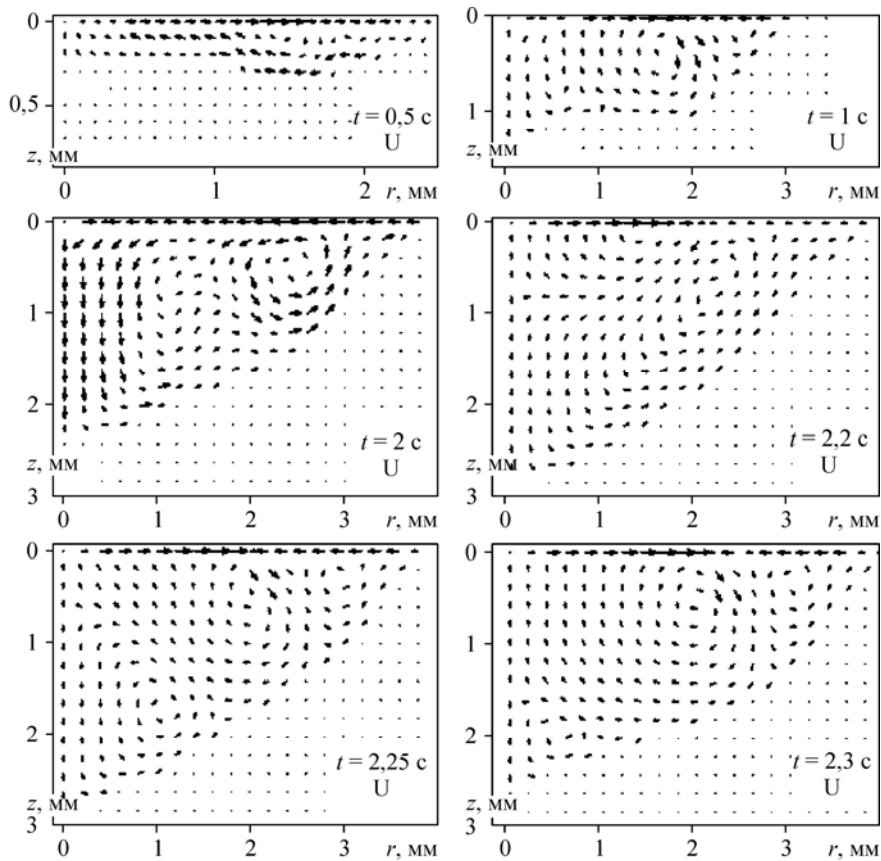 0
0,5
z, мм
t = 0,5 c
U
0 1 2 r, мм
0
1
z, мм
t = 1 c
U
0 1 2 3 r, мм
0
1
2
z, мм
3
t = 2 c
U
0 1 2 3 r, мм
0
1
2
z, мм
3
t = 2,2 c
U
0 1 2 3 r, мм
0
1
2
z, мм
3
t = 2,25 c
U
0 1 2 3 r, мм
0
1
2
z, мм
3
t = 2,3 c
U
0 1 2 3 r, мм